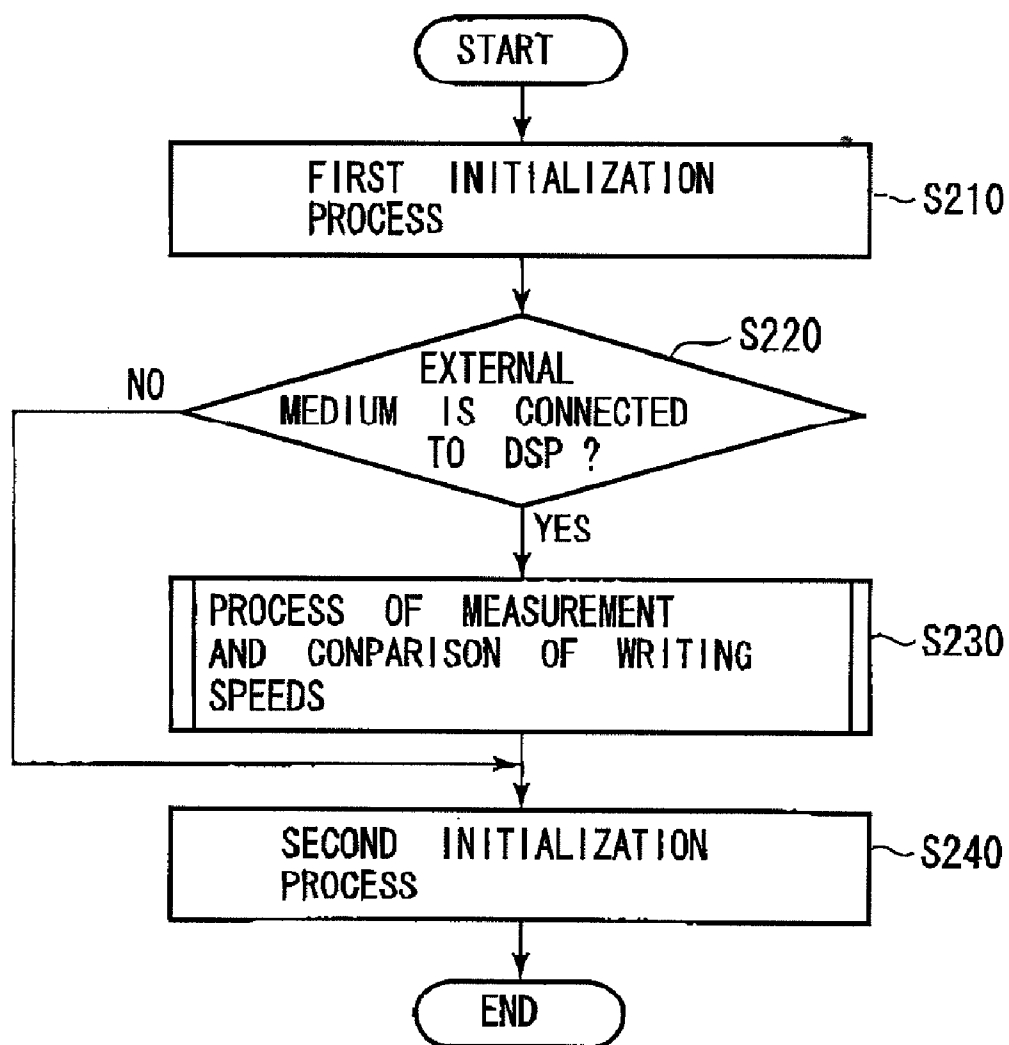 START
FIRST INITIALIZATION
PROCESS
S210
S220
EXTERNAL
MEDIUM IS CONNECTED
TO DSP ?
NO
YES
PROCESS OF MEASUREMENT
AND CONPARISON OF WRITING
SPEEDS
S230
SECOND INITIALIZATION
PROCESS
S240
END